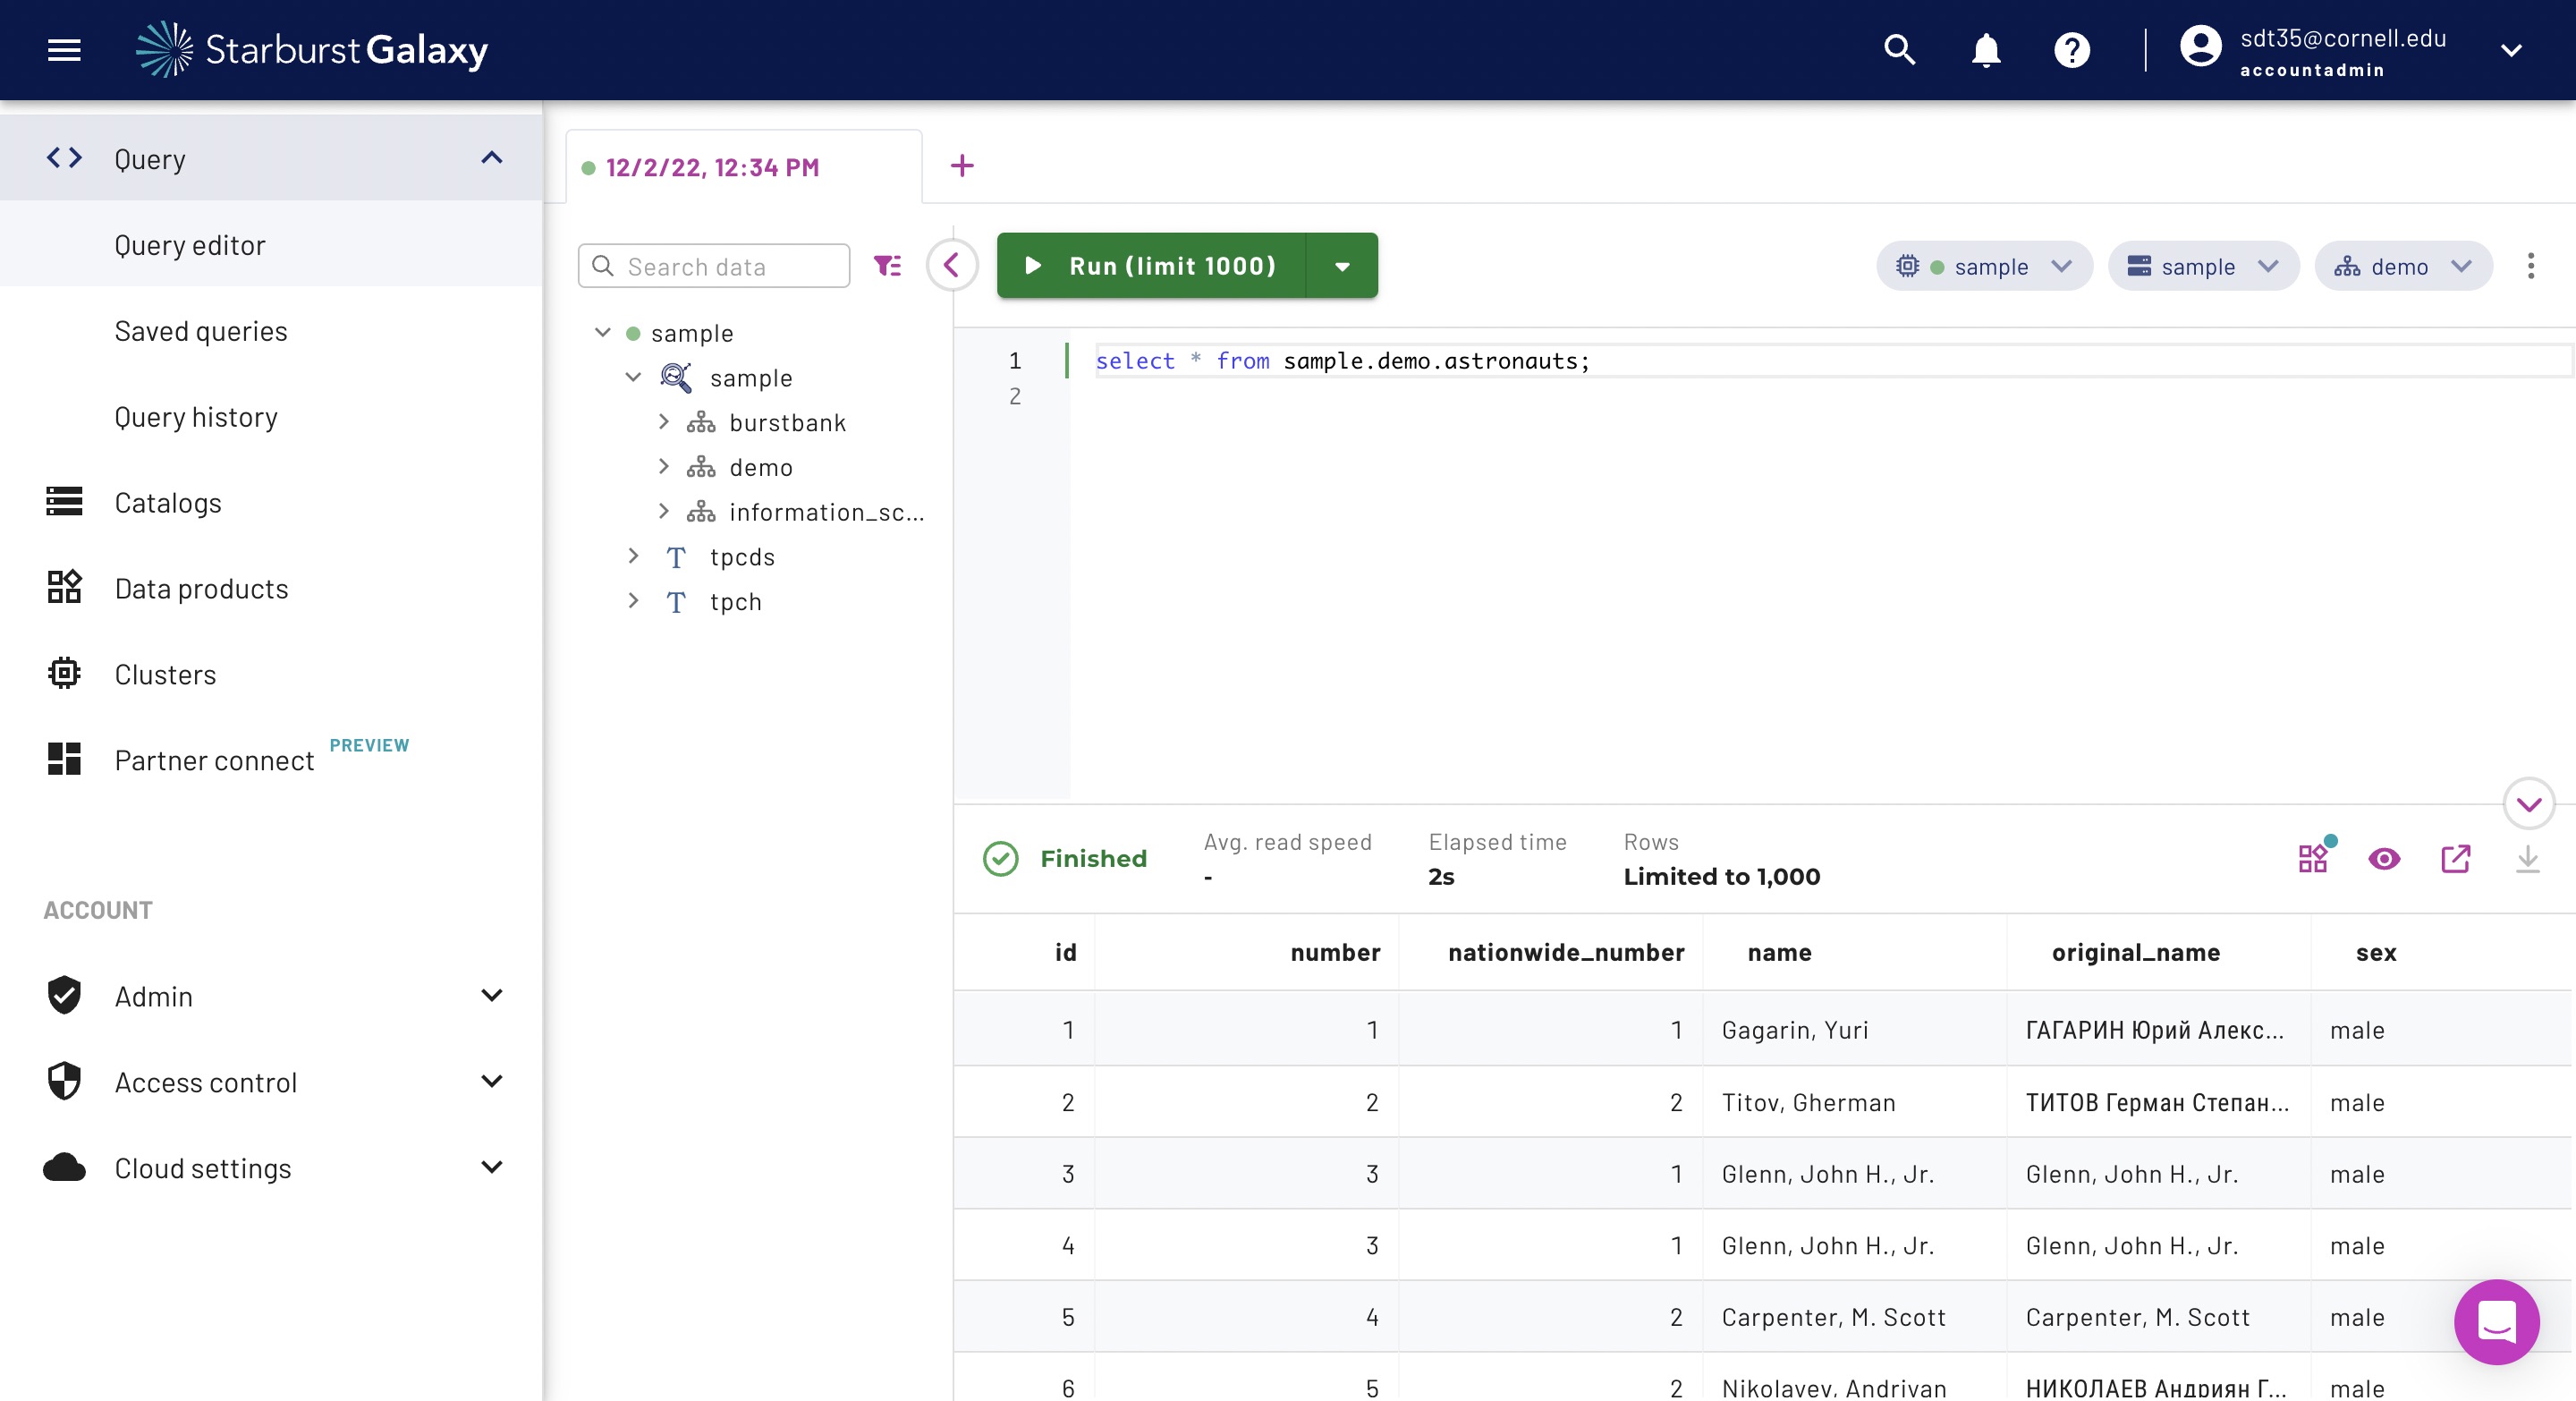 Starburst Galaxy
sdt35@cornell.edu
accountadmin
Query
Query editor
Saved queries
Query history
Catalogs
Data products
Clusters
Partner connect PREVIEW
ACCOUNT
Admin
Access control
Cloud settings
12/2/22, 12:34 PM
Search data
sample
sample
burstbank
demo
information_sc...
T tpcds
T tpch
Run (limit 1000)
sample sample demo
1 select * from sample.demo.astronauts;
2
Finished
Avg. read speed
-
Elapsed time
2s
Rows
Limited to 1,000
id number nationwide_number name original_name sex
1 1 1 Gagarin, Yuri ГАГАРИН Юрий Алекс... male
2 2 2 Titov, Gherman ТИТОВ Герман Степан... male
3 3 1 Glenn, John H., Jr. Glenn, John H., Jr. male
4 3 1 Glenn, John H., Jr. Glenn, John H., Jr. male
5 4 2 Carpenter, M. Scott Carpenter, M. Scott male
6 5 2 Nikolayev, Andriyan НИКОЛАЕВ Андриян Г... male